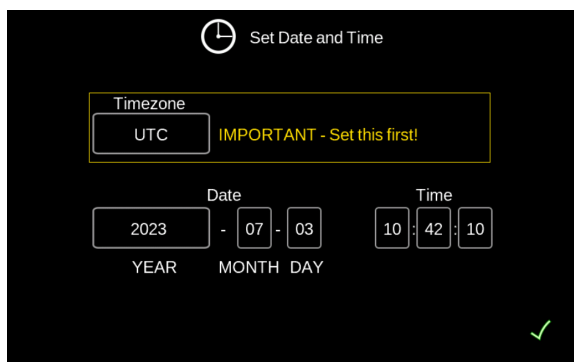 Set Date and Time
Timezone
UTC IMPORTANT - Set this first!
Date Time
2023 - 07 - 03 10 : 42 : 10
YEAR MONTH DAY